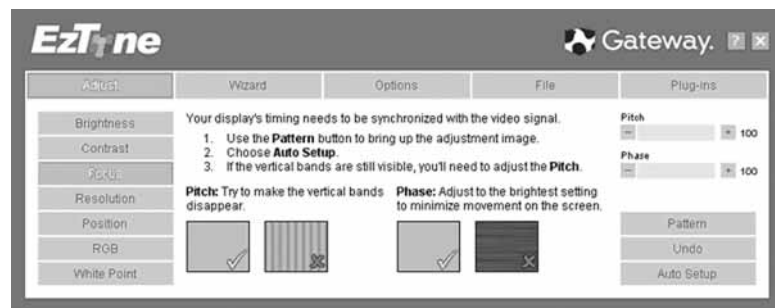 EzTune
Gateway. ? x
Adjust Wizard Options File Plug-ins
Brightness
Contrast
Focus
Resolution
Position
RGB
White Point
Your display's timing needs to be synchronized with the video signal.
1. Use the Pattern button to bring up the adjustment image.
2. Choose Auto Setup.
3. If the vertical bands are still visible, you'll need to adjust the Pitch.
Pitch: Try to make the vertical bands
disappear.
Phase: Adjust to the brightest setting
to minimize movement on the screen.
Pitch
- + 100
Phase
- + 100
Pattern
Undo
Auto Setup